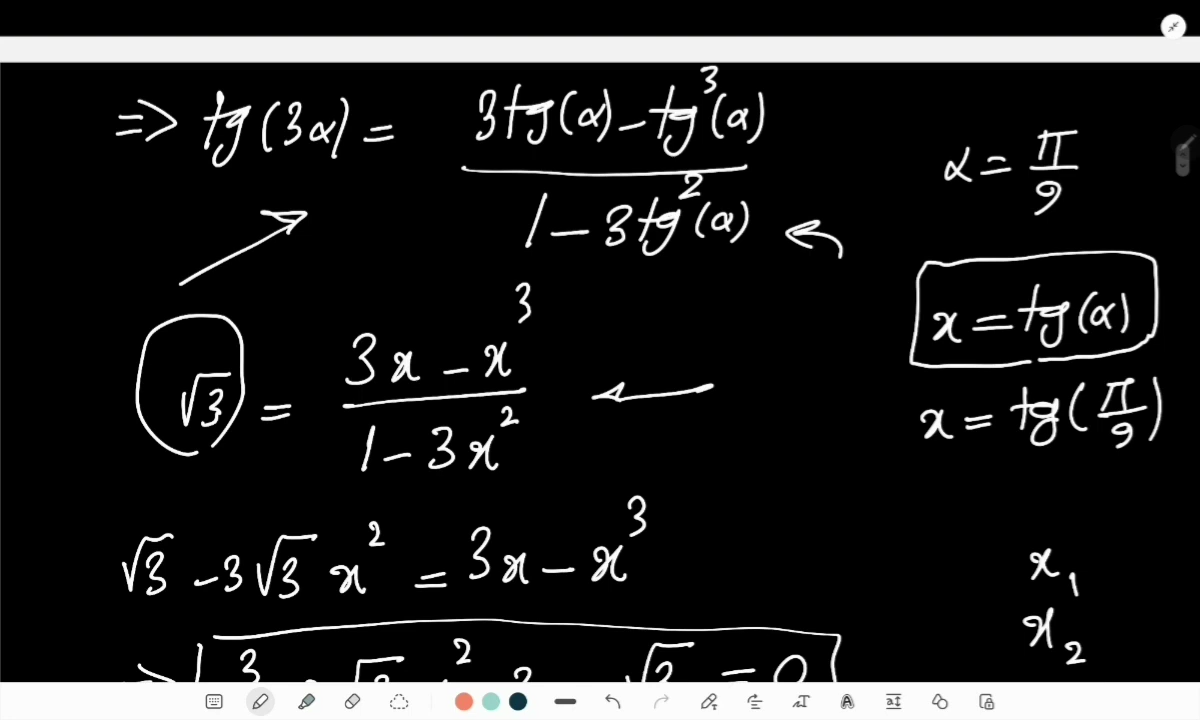 ⇒ tg(3α) = (3tg(α) - tg³(α)) / (1 - 3tg²(α))
α = π/9
x = tg(α)
√3 = (3x - x³) / (1 - 3x²)
x = tg(π/9)
√3 - 3√3 x² = 3x - x³
x₁
x₂
= 0